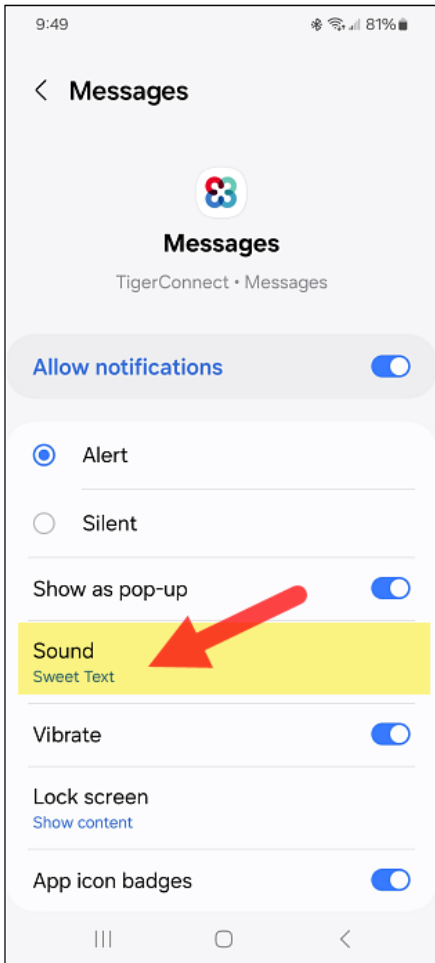 9:49 81%
Messages
Messages
TigerConnect • Messages
Allow notifications
Alert
Silent
Show as pop-up
Sound
Sweet Text
Vibrate
Lock screen
Show content
App icon badges